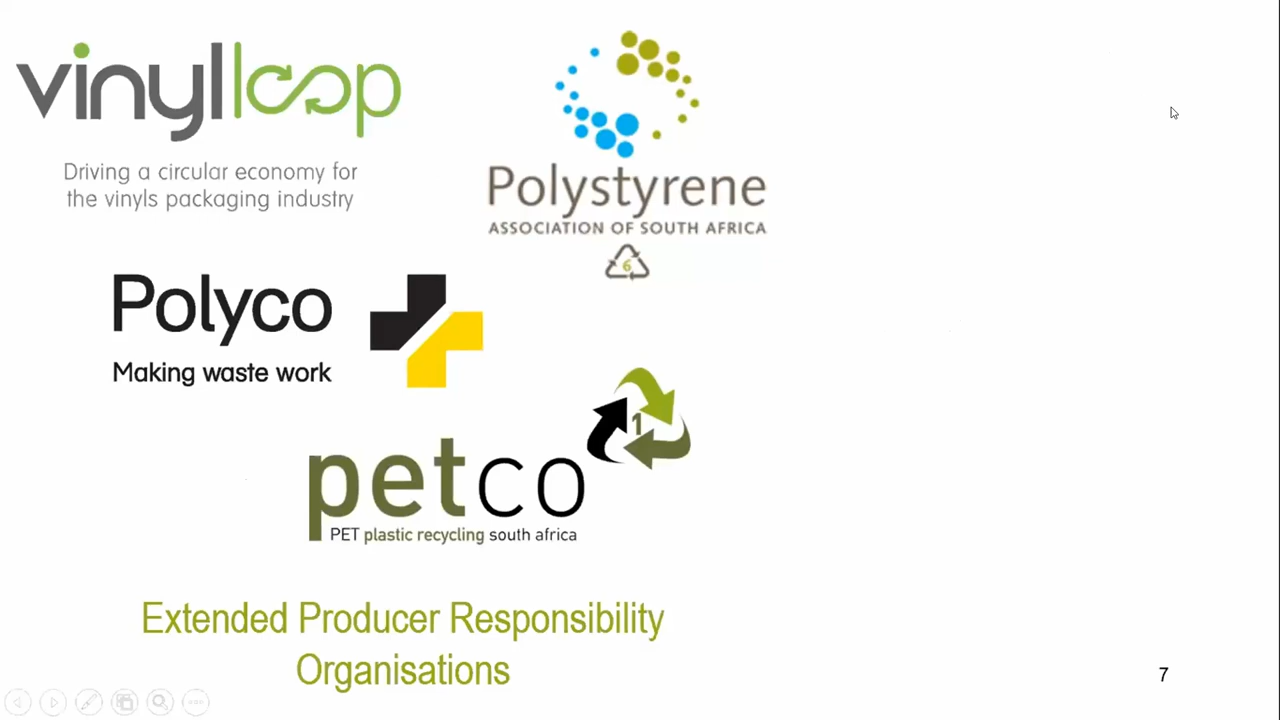 vinylloop
Driving a circular economy for
the vinyls packaging industry
Polystyrene
ASSOCIATION OF SOUTH AFRICA
6
Polyco
Making waste work
1
petco
PET plastic recycling south africa
Extended Producer Responsibility
Organisations
7